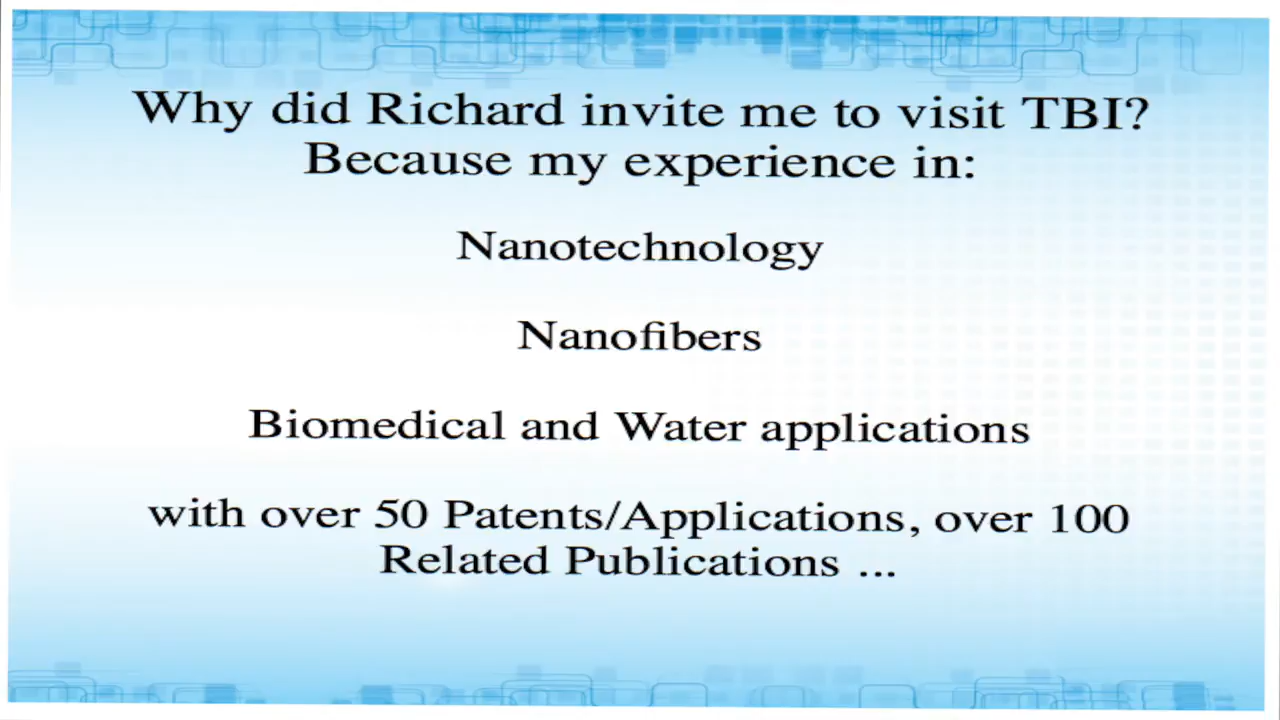 Why did Richard invite me to visit TBI?
Because my experience in:
Nanotechnology
Nanofibers
Biomedical and Water applications
with over 50 Patents/Applications, over 100
Related Publications ...